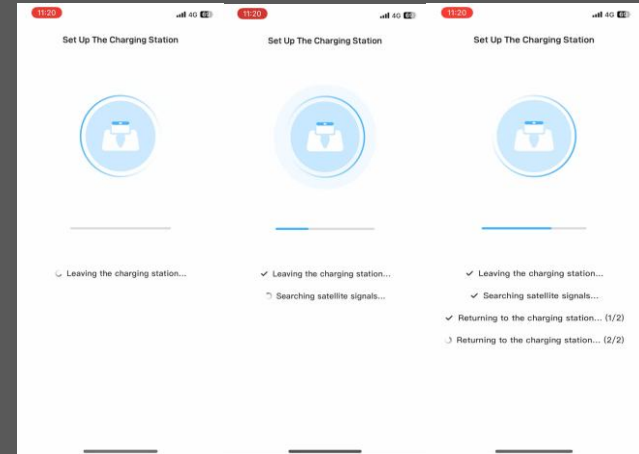 11:20
4G
Set Up The Charging Station
Leaving the charging station...
11:20
4G
Set Up The Charging Station
Leaving the charging station...
Searching satellite signals...
11:20
4G
Set Up The Charging Station
Leaving the charging station...
Searching satellite signals...
Returning to the charging station... (1/2)
Returning to the charging station... (2/2)